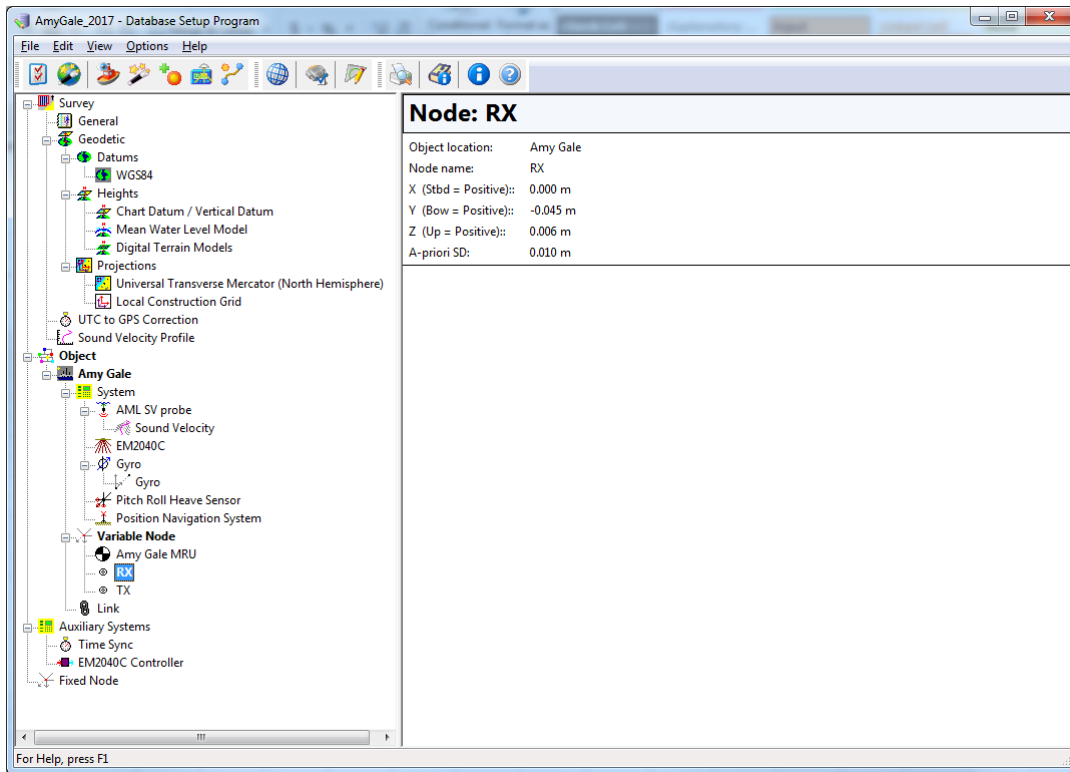 AmyGale_2017 - Database Setup Program
File Edit View Options Help
Survey
General
Geodetic
Datums
WGS84
Heights
Chart Datum / Vertical Datum
Mean Water Level Model
Digital Terrain Models
Projections
Universal Transverse Mercator (North Hemisphere)
Local Construction Grid
UTC to GPS Correction
Sound Velocity Profile
Object
Amy Gale
System
AML SV probe
Sound Velocity
EM2040C
Gyro
Gyro
Pitch Roll Heave Sensor
Position Navigation System
Variable Node
Amy Gale MRU
RX
TX
Link
Auxiliary Systems
Time Sync
EM2040C Controller
Fixed Node
Node: RX
Object location: Amy Gale
Node name: RX
X (Stbd = Positive):: 0.000 m
Y (Bow = Positive):: -0.045 m
Z (Up = Positive):: 0.006 m
A-priori SD: 0.010 m
For Help, press F1